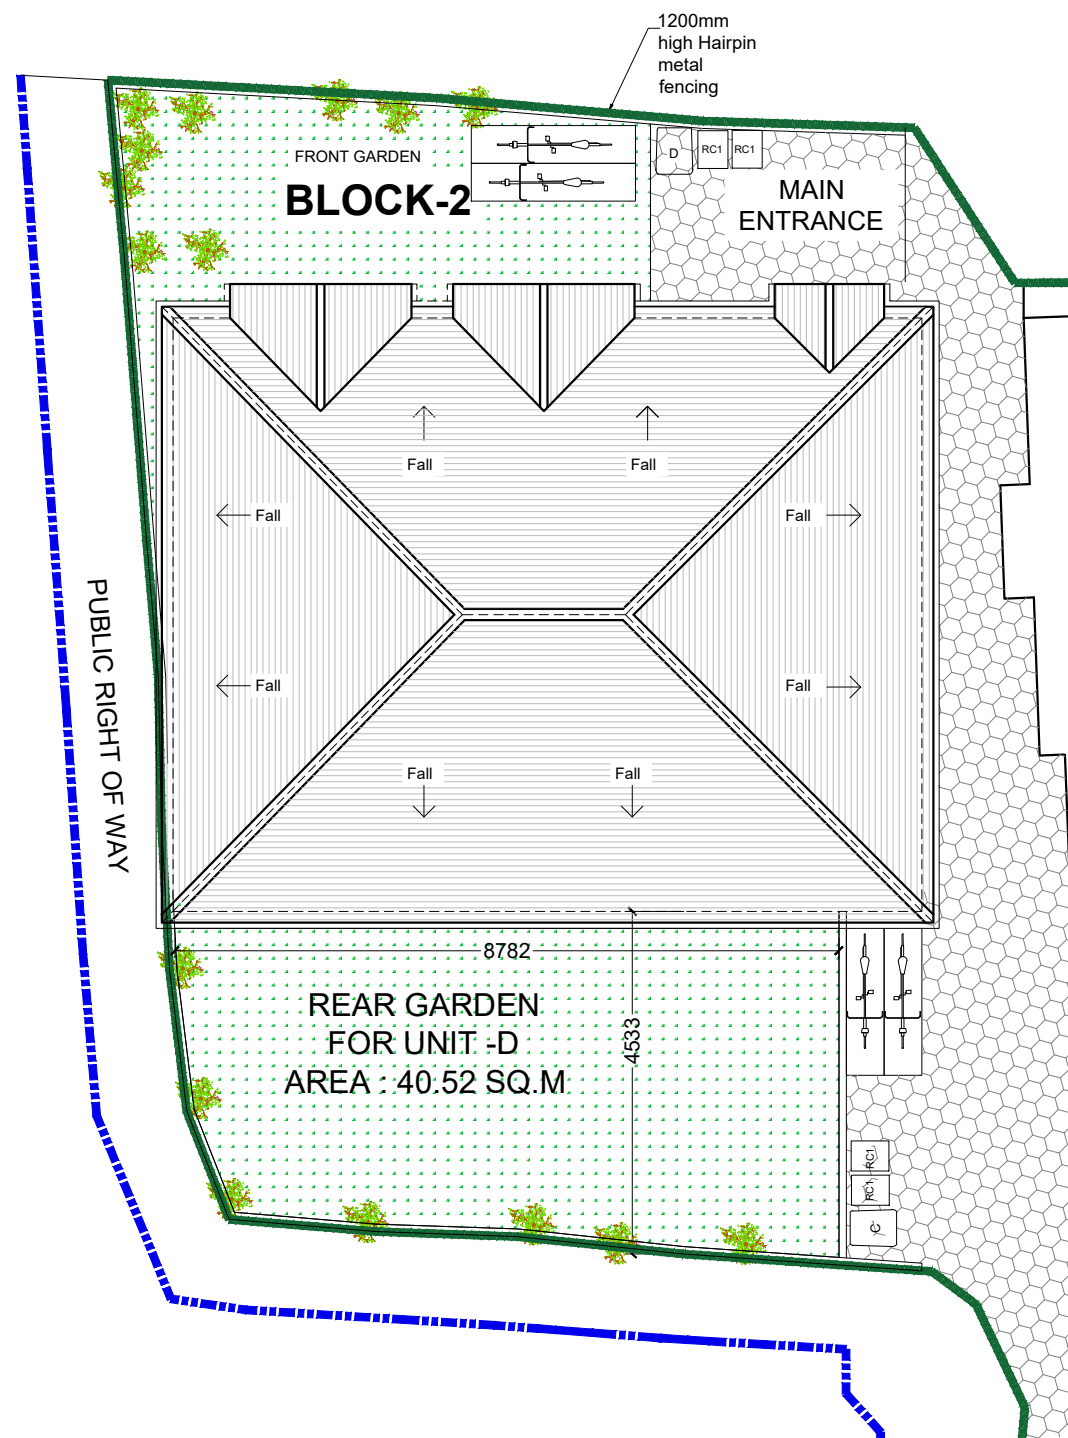 1200mm
high Hairpin
metal
fencing
FRONT GARDEN
BLOCK-2
D
RC1
RC1
MAIN
ENTRANCE
Fall
Fall
Fall
Fall
Fall
Fall
Fall
Fall
PUBLIC RIGHT OF WAY
8782
4533
REAR GARDEN
FOR UNIT -D
AREA : 40.52 SQ.M
RC1
RC1
C